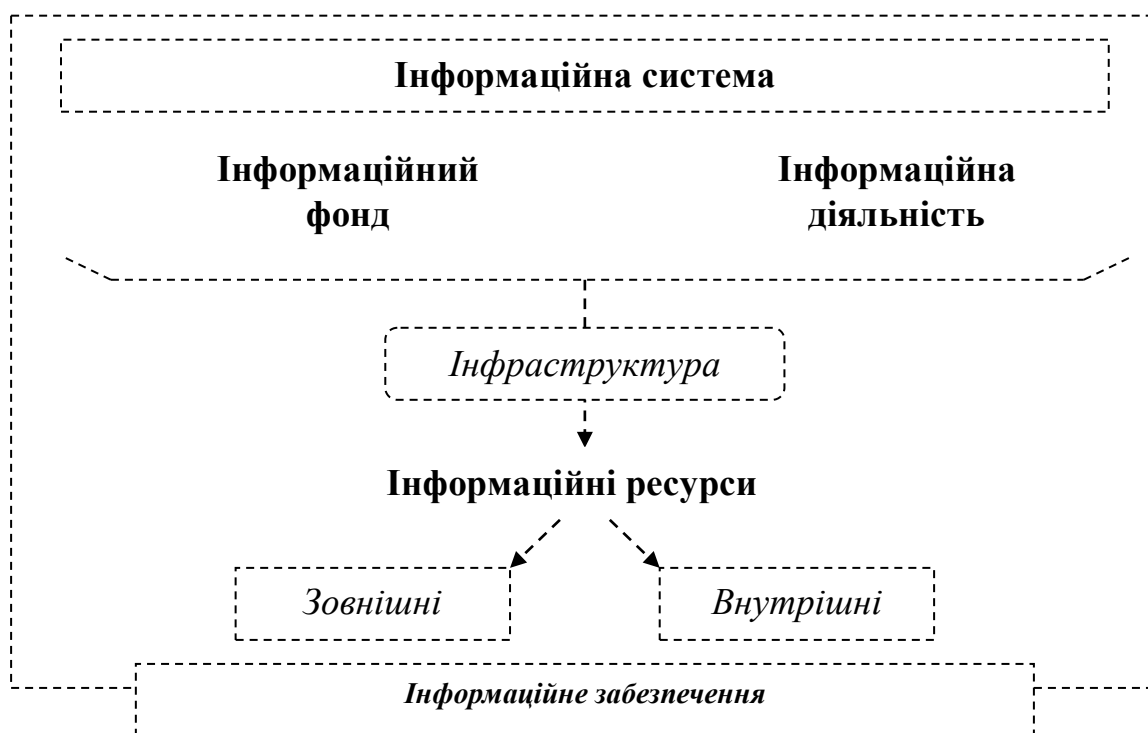 Інформаційна система
Інформаційний
фонд
Інформаційна
діяльність
Інфраструктура
Інформаційні ресурси
Зовнішні
Внутрішні
Інформаційне забезпечення